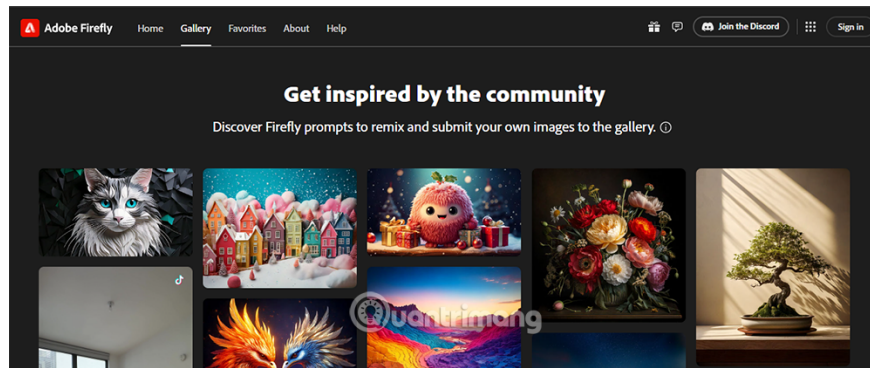 Adobe Firefly Home Gallery Favorites About Help Join the Discord Sign in
Get inspired by the community
Discover Firefly prompts to remix and submit your own images to the gallery.
Quantrimang